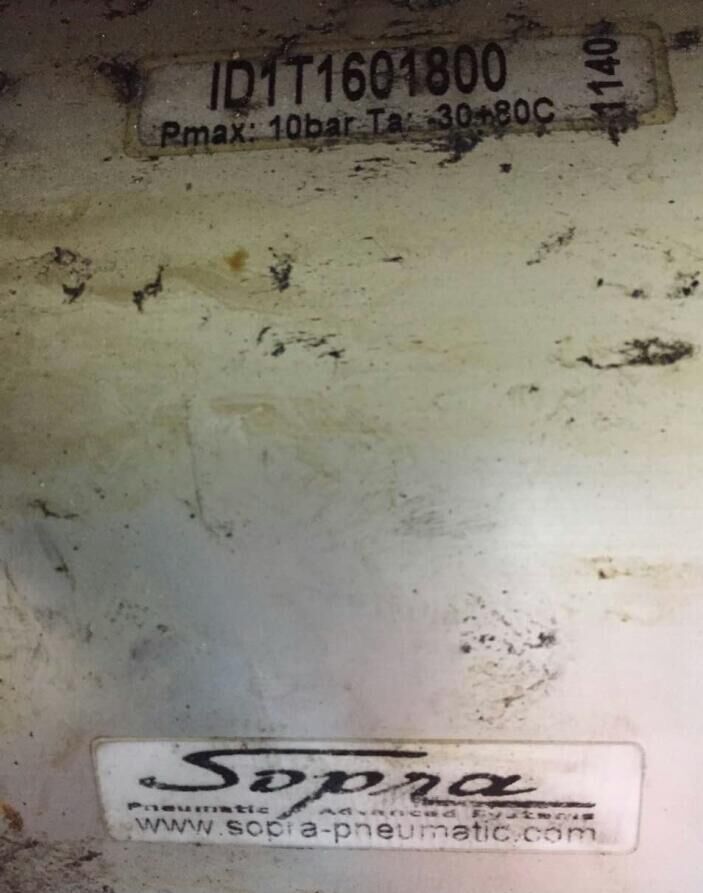 ID1T1601800
Pmax: 10bar Ta: -30+80C
1140
Sopra
Pneumatic Advanced Systems
www.sopra-pneumatic.com